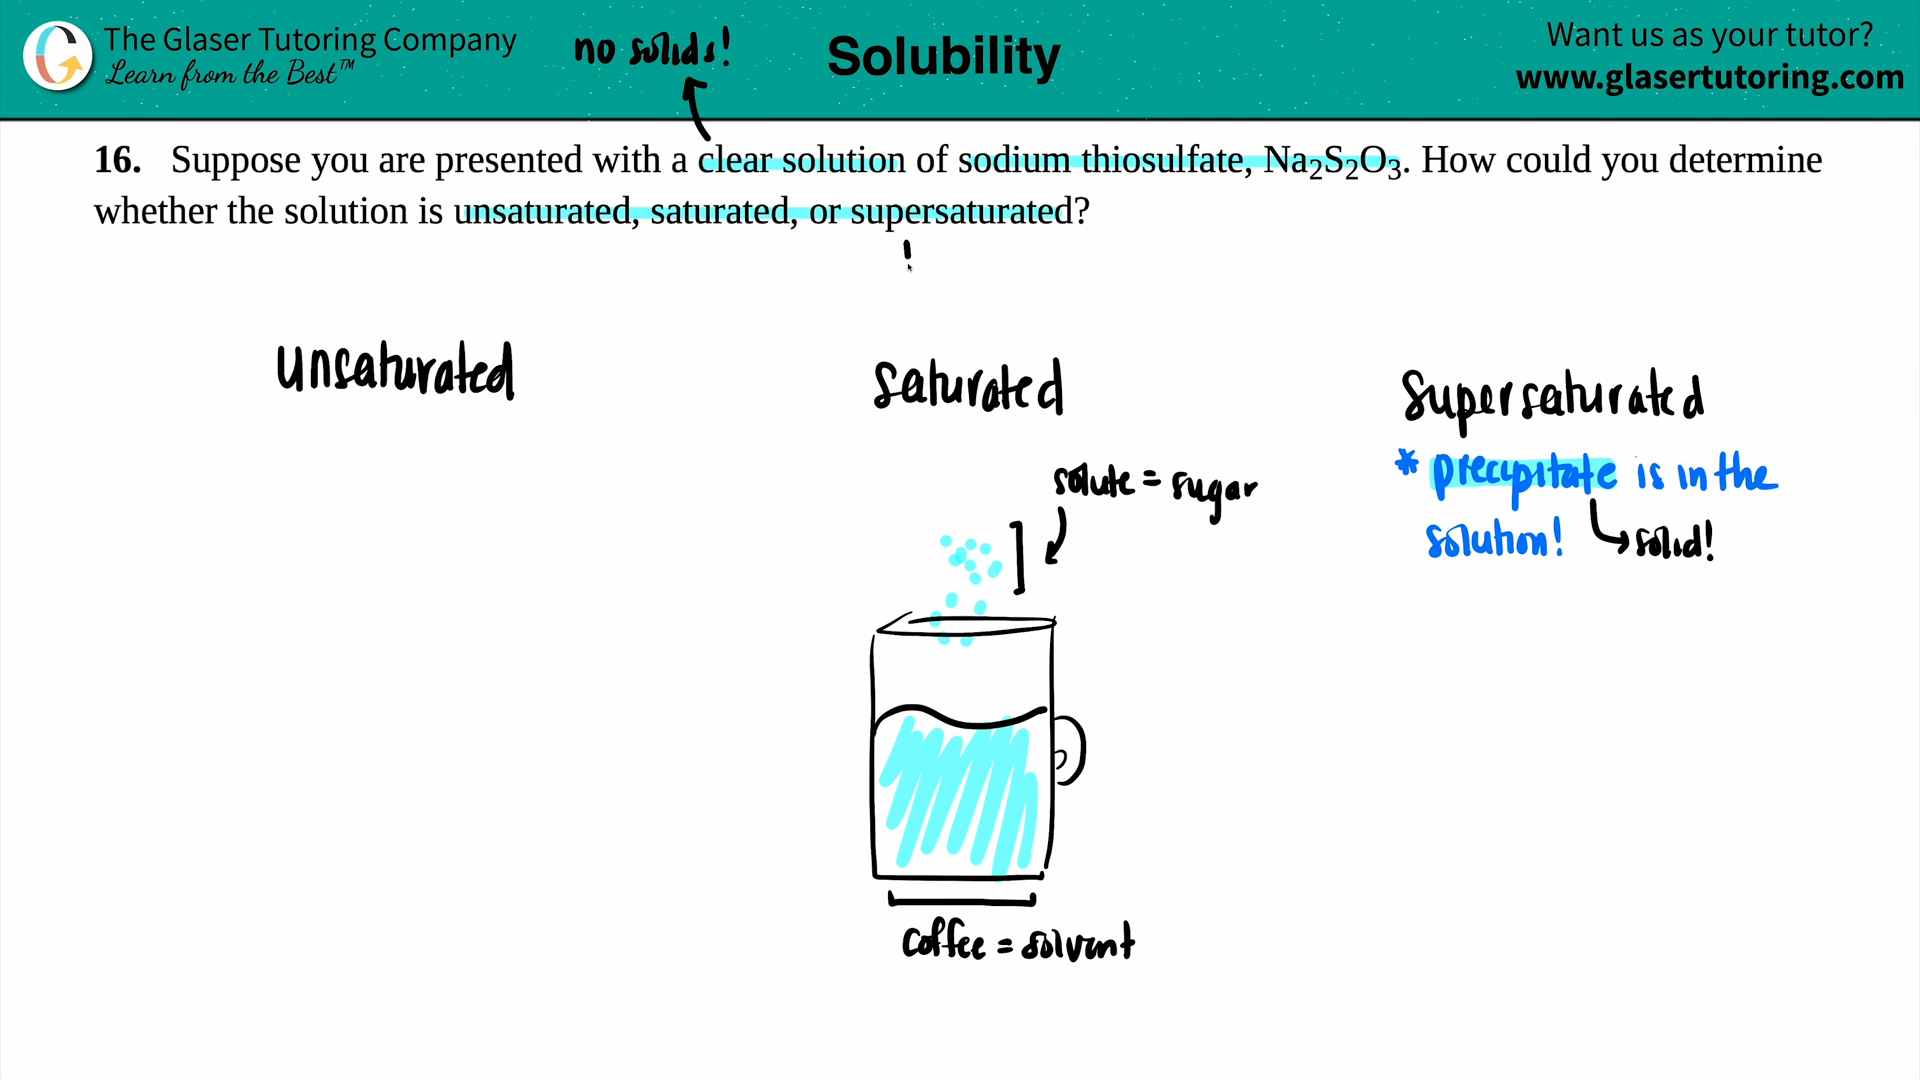 The Glaser Tutoring Company
Learn from the Best™
no solids!
Solubility
Want us as your tutor?
www.glasertutoring.com
16. Suppose you are presented with a clear solution of sodium thiosulfate, Na₂S₂O₃. How could you determine
whether the solution is unsaturated, saturated, or supersaturated?
unsaturated
saturated
supersaturated
* precipitate is in the
solution! solid!
solute = sugar
coffee = solvent